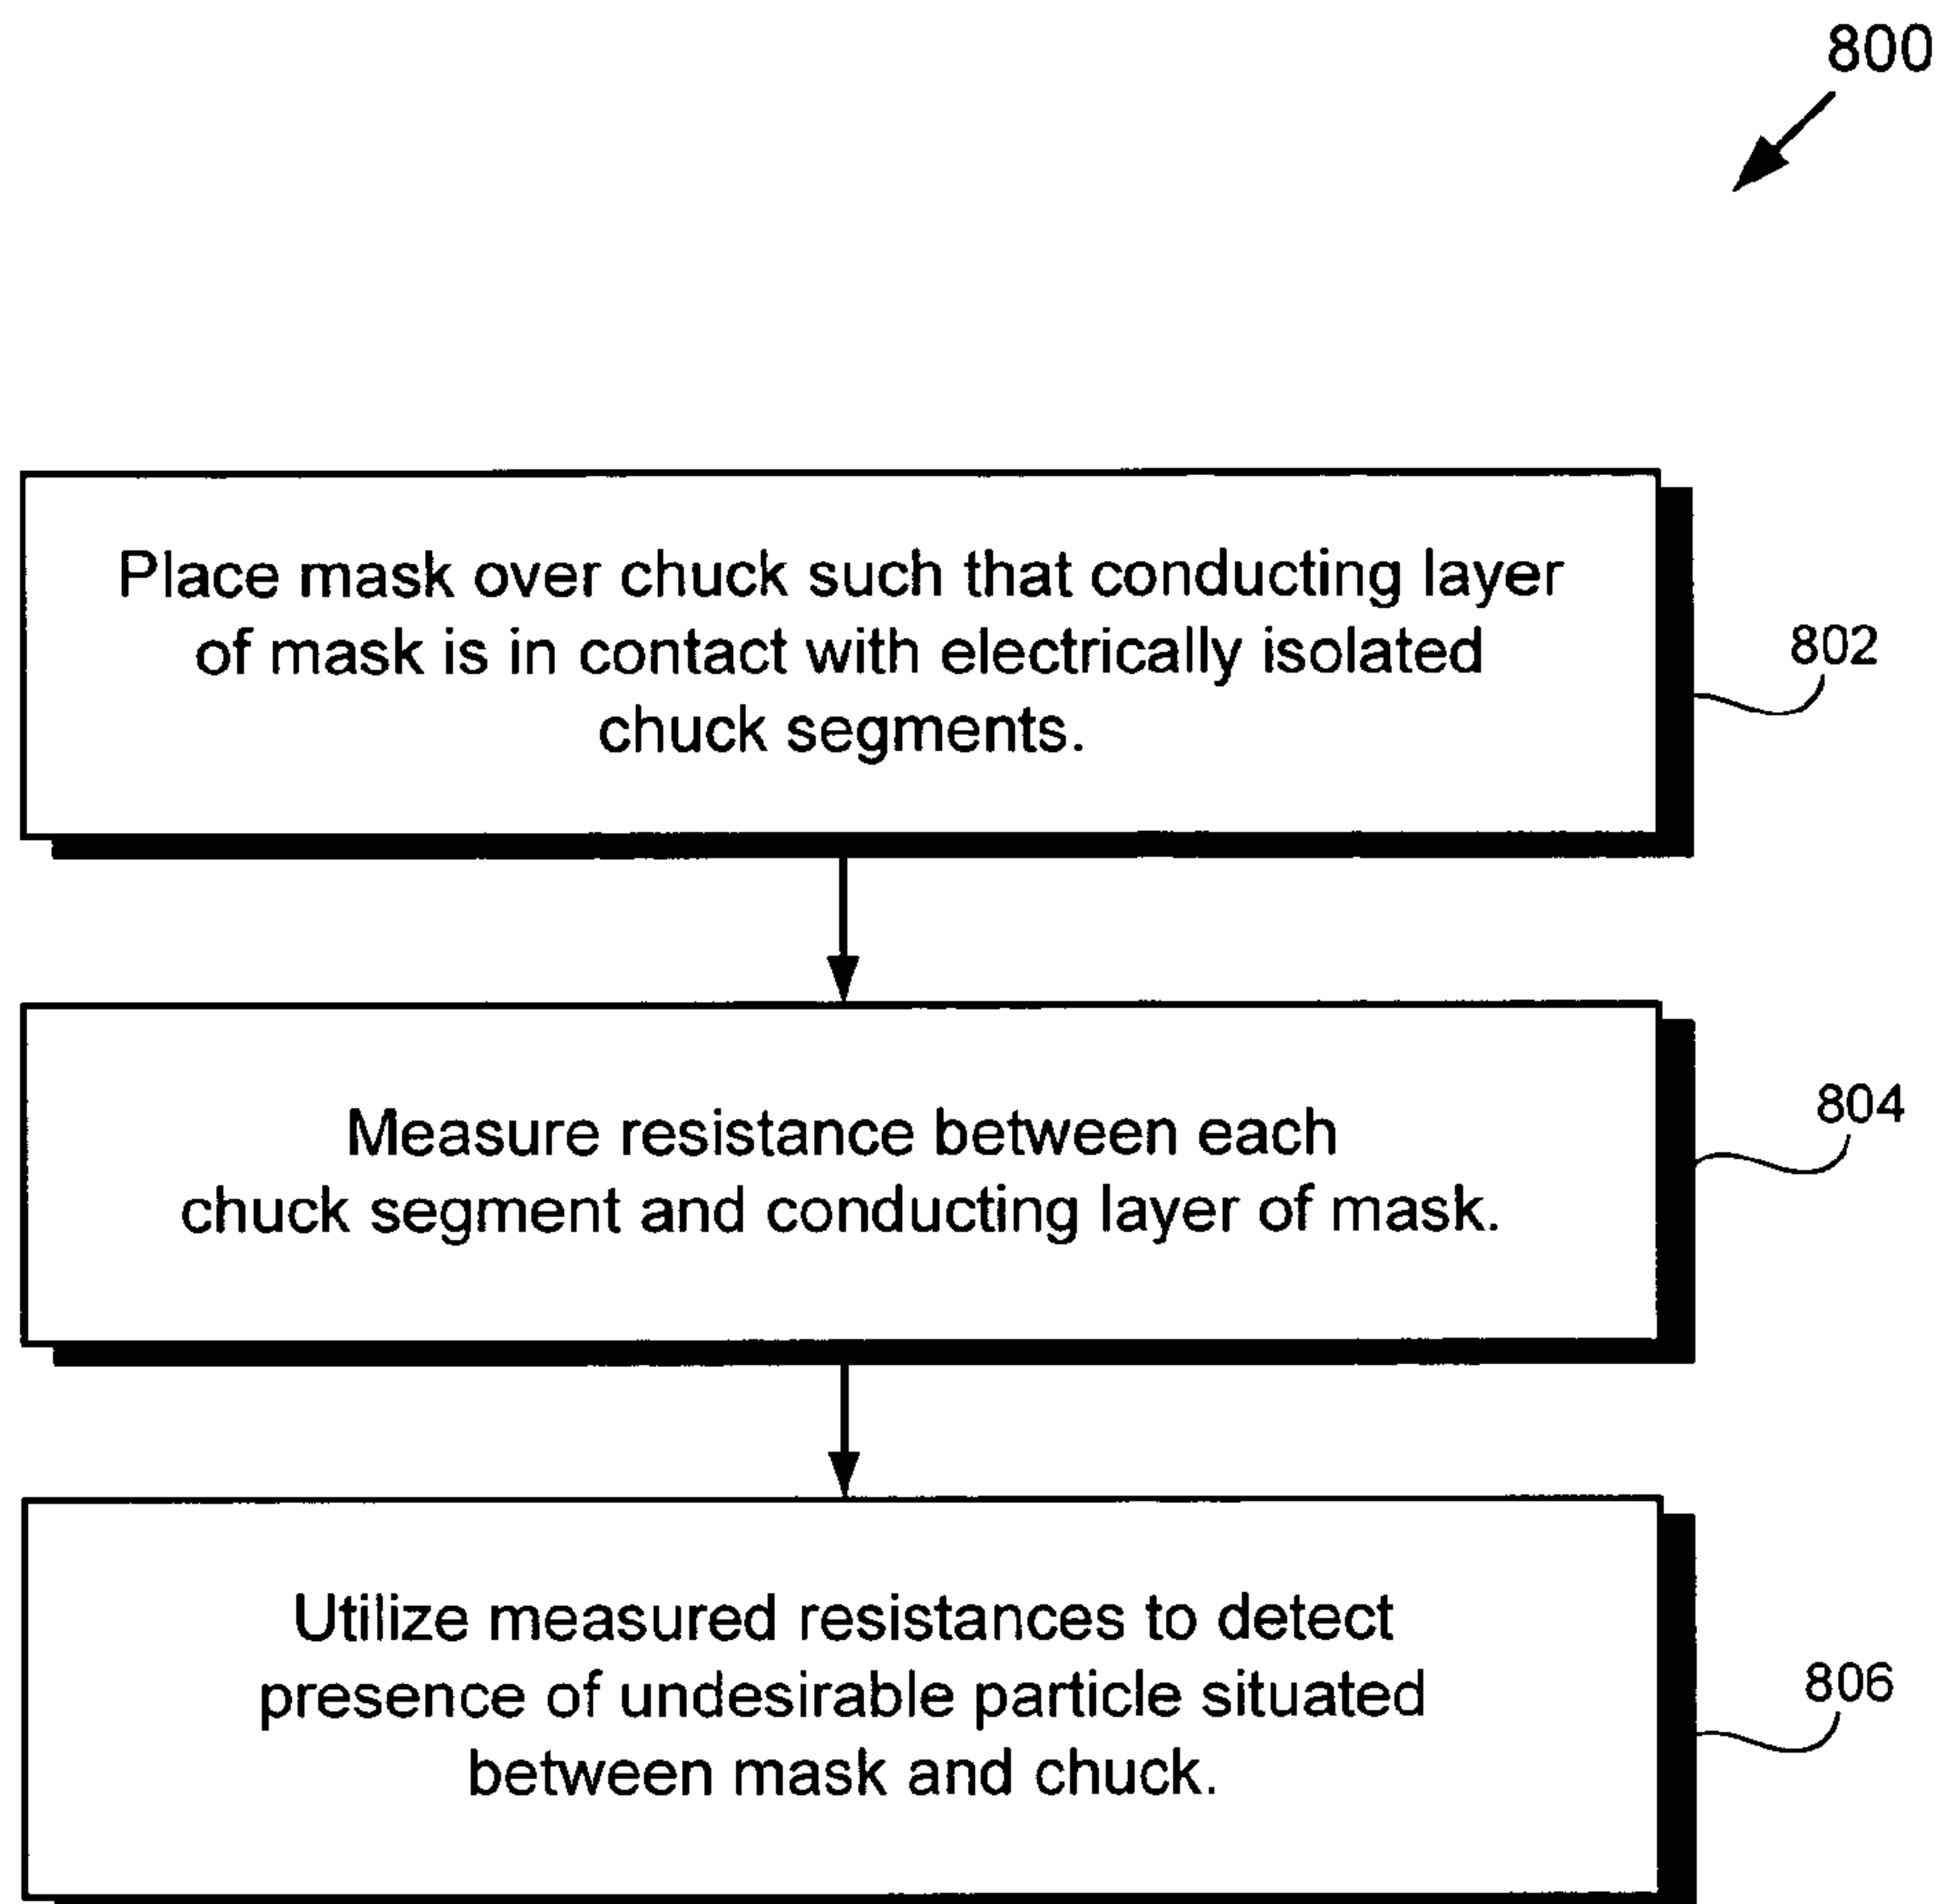 800
Place mask over chuck such that conducting layer
of mask is in contact with electrically isolated
chuck segments.
802
Measure resistance between each
chuck segment and conducting layer of mask.
804
Utilize measured resistances to detect
presence of undesirable particle situated
between mask and chuck.
806